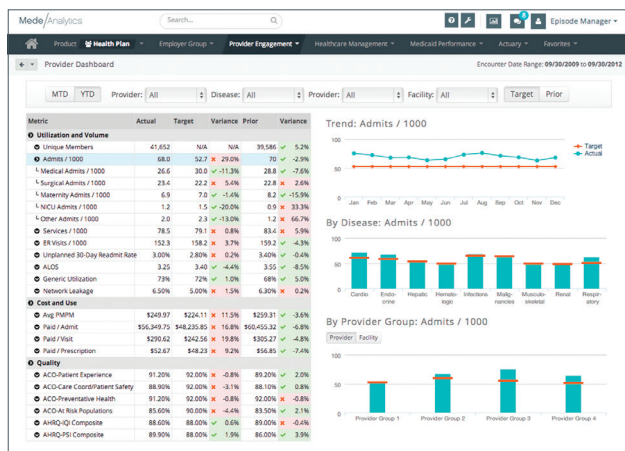 Mede/Analytics
Search...
8
Episode Manager
Product Health Plan Employer Group Provider Engagement Healthcare Management Medicaid Performance Actuary Favorites
Provider Dashboard Encounter Date Range: 09/30/2009 to 09/30/2012
MTD YTD Provider: All Disease: All Provider: All Facility: All Target Prior
Metric Actual Target Variance Prior Variance
Utilization and Volume
Unique Members 41,652 N/A N/A 39,586 5.2%
Admits / 1000 68.0 52.7 29.0% 70 -2.9%
Medical Admits / 1000 26.6 30.0 -11.3% 28.8 -7.6%
Surgical Admits / 1000 23.4 22.2 5.4% 22.8 2.6%
Maternity Admits / 1000 6.9 7.0 -1.4% 8.2 -15.9%
NICU Admits / 1000 1.2 1.5 -20.0% 0.9 33.3%
Other Admits / 1000 2.0 2.3 -13.0% 1.2 66.7%
Services / 1000 78.5 79.1 0.8% 83.4 5.9%
ER Visits / 1000 152.3 158.2 3.7% 159.2 -4.3%
Unplanned 30-Day Readmit Rate 3.00% 2.80% 0.2% 3.40% -0.4%
ALOS 3.25 3.40 -4.4% 3.55 -8.5%
Generic Utilization 73% 72% 1.0% 68% 5.0%
Network Leakage 6.50% 5.00% 1.5% 6.30% 0.2%
Cost and Use
Avg PMPM $249.97 $224.11 11.5% $259.31 -3.6%
Paid / Admit $56,349.75 $48,235.85 16.8% $60,455.32 -6.8%
Paid / Visit $290.62 $242.56 19.8% $305.27 -4.8%
Paid / Prescription $52.67 $48.23 9.2% $56.85 -7.4%
Quality
ACO-Patient Experience 91.20% 92.00% -0.8% 89.20% 2.0%
ACO-Care Coord/Patient Safety 88.90% 92.00% -3.1% 88.10% 0.8%
ACO-Preventative Health 91.20% 92.00% -0.8% 92.00% -0.8%
ACO-At Risk Populations 85.60% 90.00% -4.4% 83.50% 2.1%
AHRQ-IQI Composite 88.60% 88.00% 0.6% 89.00% -0.4%
AHRQ-PSI Composite 89.90% 88.00% 1.9% 86.00% 3.9%
Trend: Admits / 1000
100
50
0
Jan Feb Mar Apr May Jun Jul Aug Sep Oct Nov Dec
Target
Actual
By Disease: Admits / 1000
100
50
0
Cardio Endo-crine Hepatic Hemato-logic Infections Malig-nancies Musculo-skeletal Renal Respir-atory
By Provider Group: Admits / 1000
Provider Facility
100
50
0
Provider Group 1 Provider Group 2 Provider Group 3 Provider Group 4